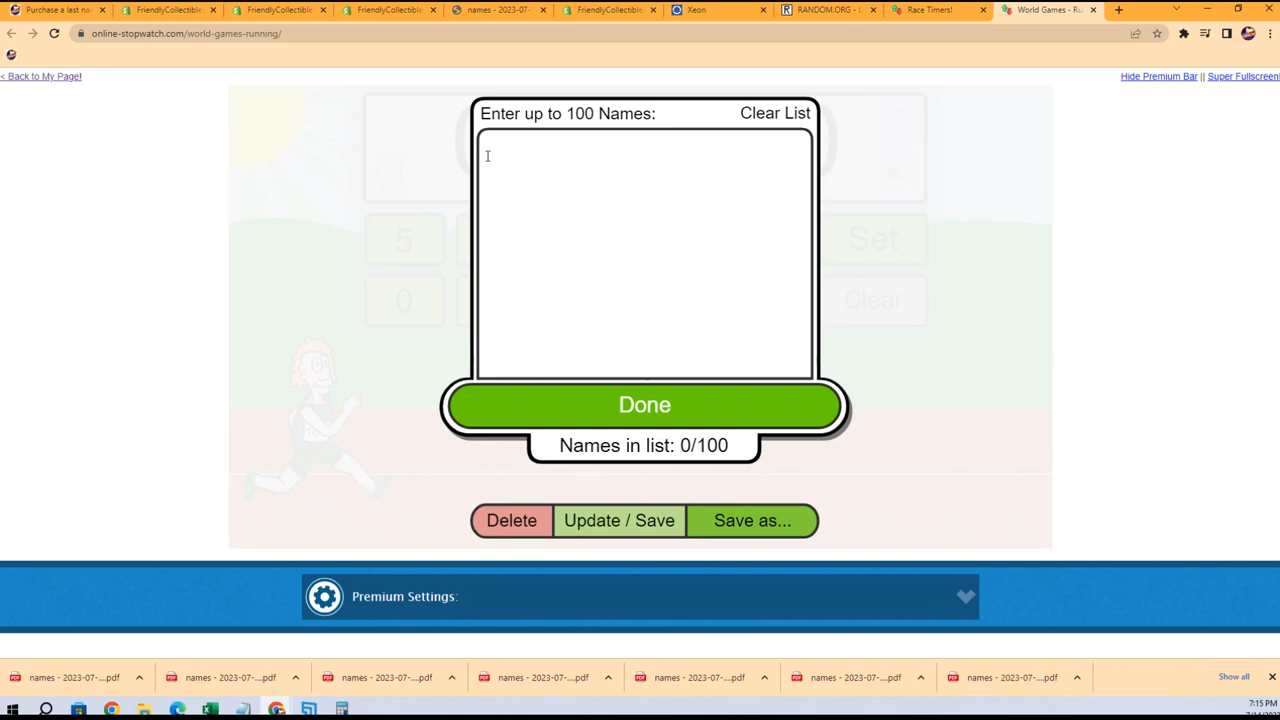 Purchase a last na
FriendlyCollectible
FriendlyCollectible
FriendlyCollectible
names - 2023-07-
FriendlyCollectible
Xeon
RANDOM.ORG - L
Race Timers!
World Games - Ru
online-stopwatch.com/world-games-running/
< Back to My Page!
Hide Premium Bar || Super Fullscreen!
Enter up to 100 Names:
Clear List
5
Set
0
Clear
Done
Names in list: 0/100
Delete
Update / Save
Save as...
Premium Settings:
names - 2023-07-....pdf
names - 2023-07-....pdf
names - 2023-07-....pdf
names - 2023-07-....pdf
names - 2023-07-....pdf
names - 2023-07-....pdf
names - 2023-07-....pdf
Show all
7:15 PM